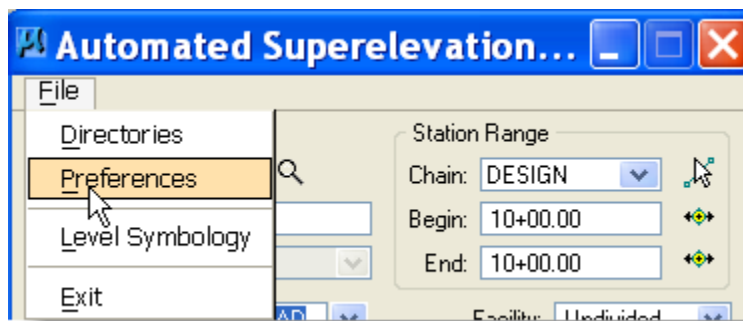 Automated Superelevation...
File
Directories
Preferences
Level Symbology
Exit
Station Range
Chain: DESIGN
Begin: 10+00.00
End: 10+00.00
Facility: Undivided